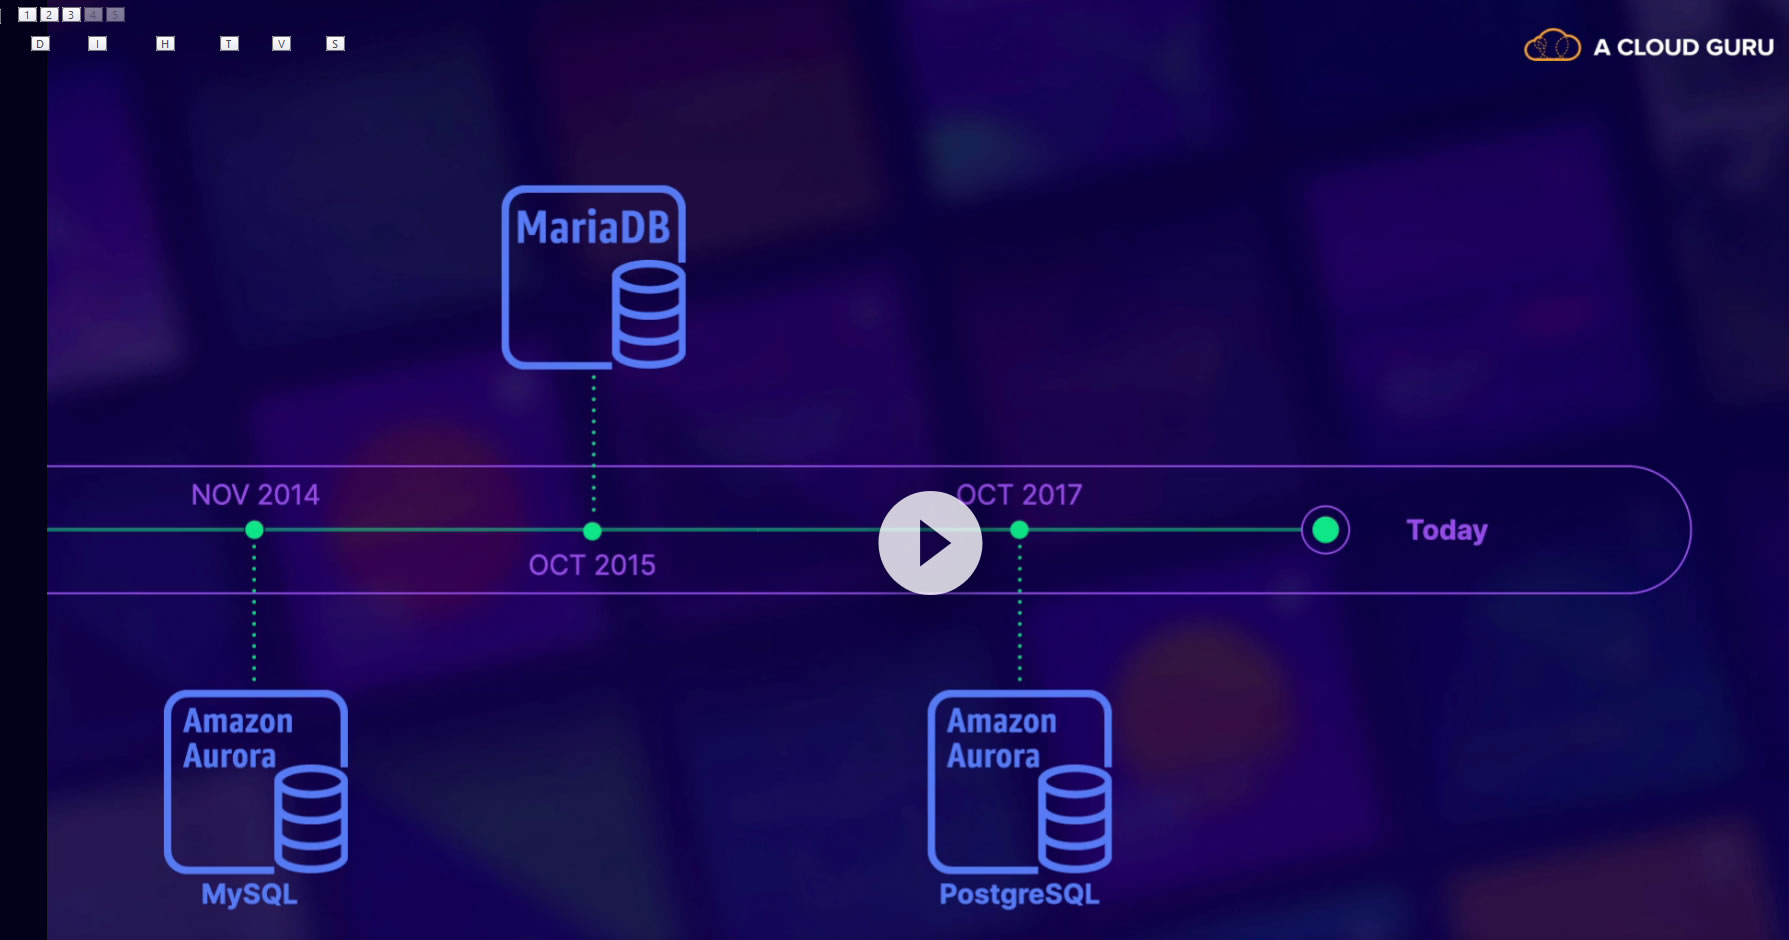 1 2 3 4 5
D I H T V S
A CLOUD GURU
MariaDB
NOV 2014
OCT 2015
OCT 2017
Today
Amazon
Aurora
MySQL
Amazon
Aurora
PostgreSQL